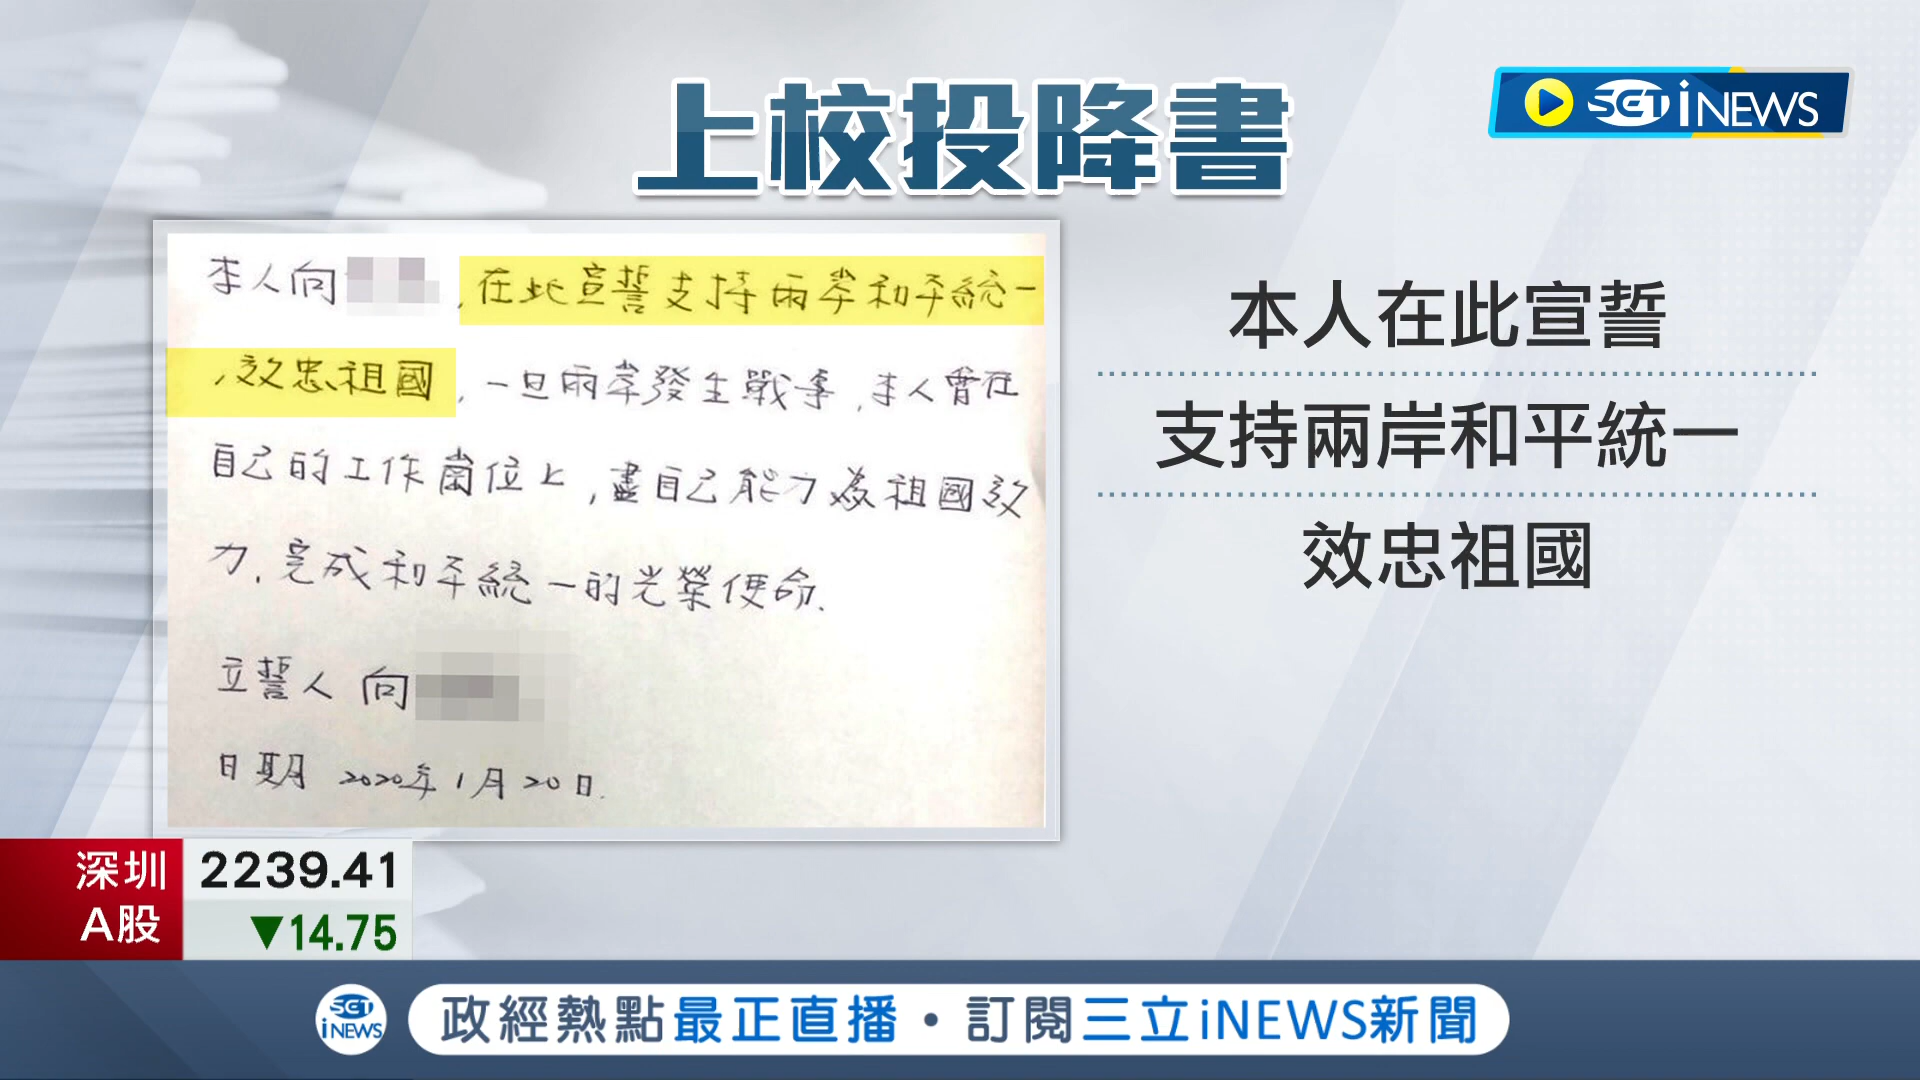 上校投降書
SET iNEWS
本人向 ,在此宣誓支持兩岸和平統一
,效忠祖國,一旦兩岸發生戰事,本人會在
自己的工作崗位上,盡自己能力為祖國效
力.完成和平統一的光榮使命.
立誓人 向
日期 2020年1月20日.
本人在此宣誓
支持兩岸和平統一
效忠祖國
深圳
A股
2239.41
▼14.75
SET iNEWS
政經熱點最正直播・訂閱三立iNEWS新聞